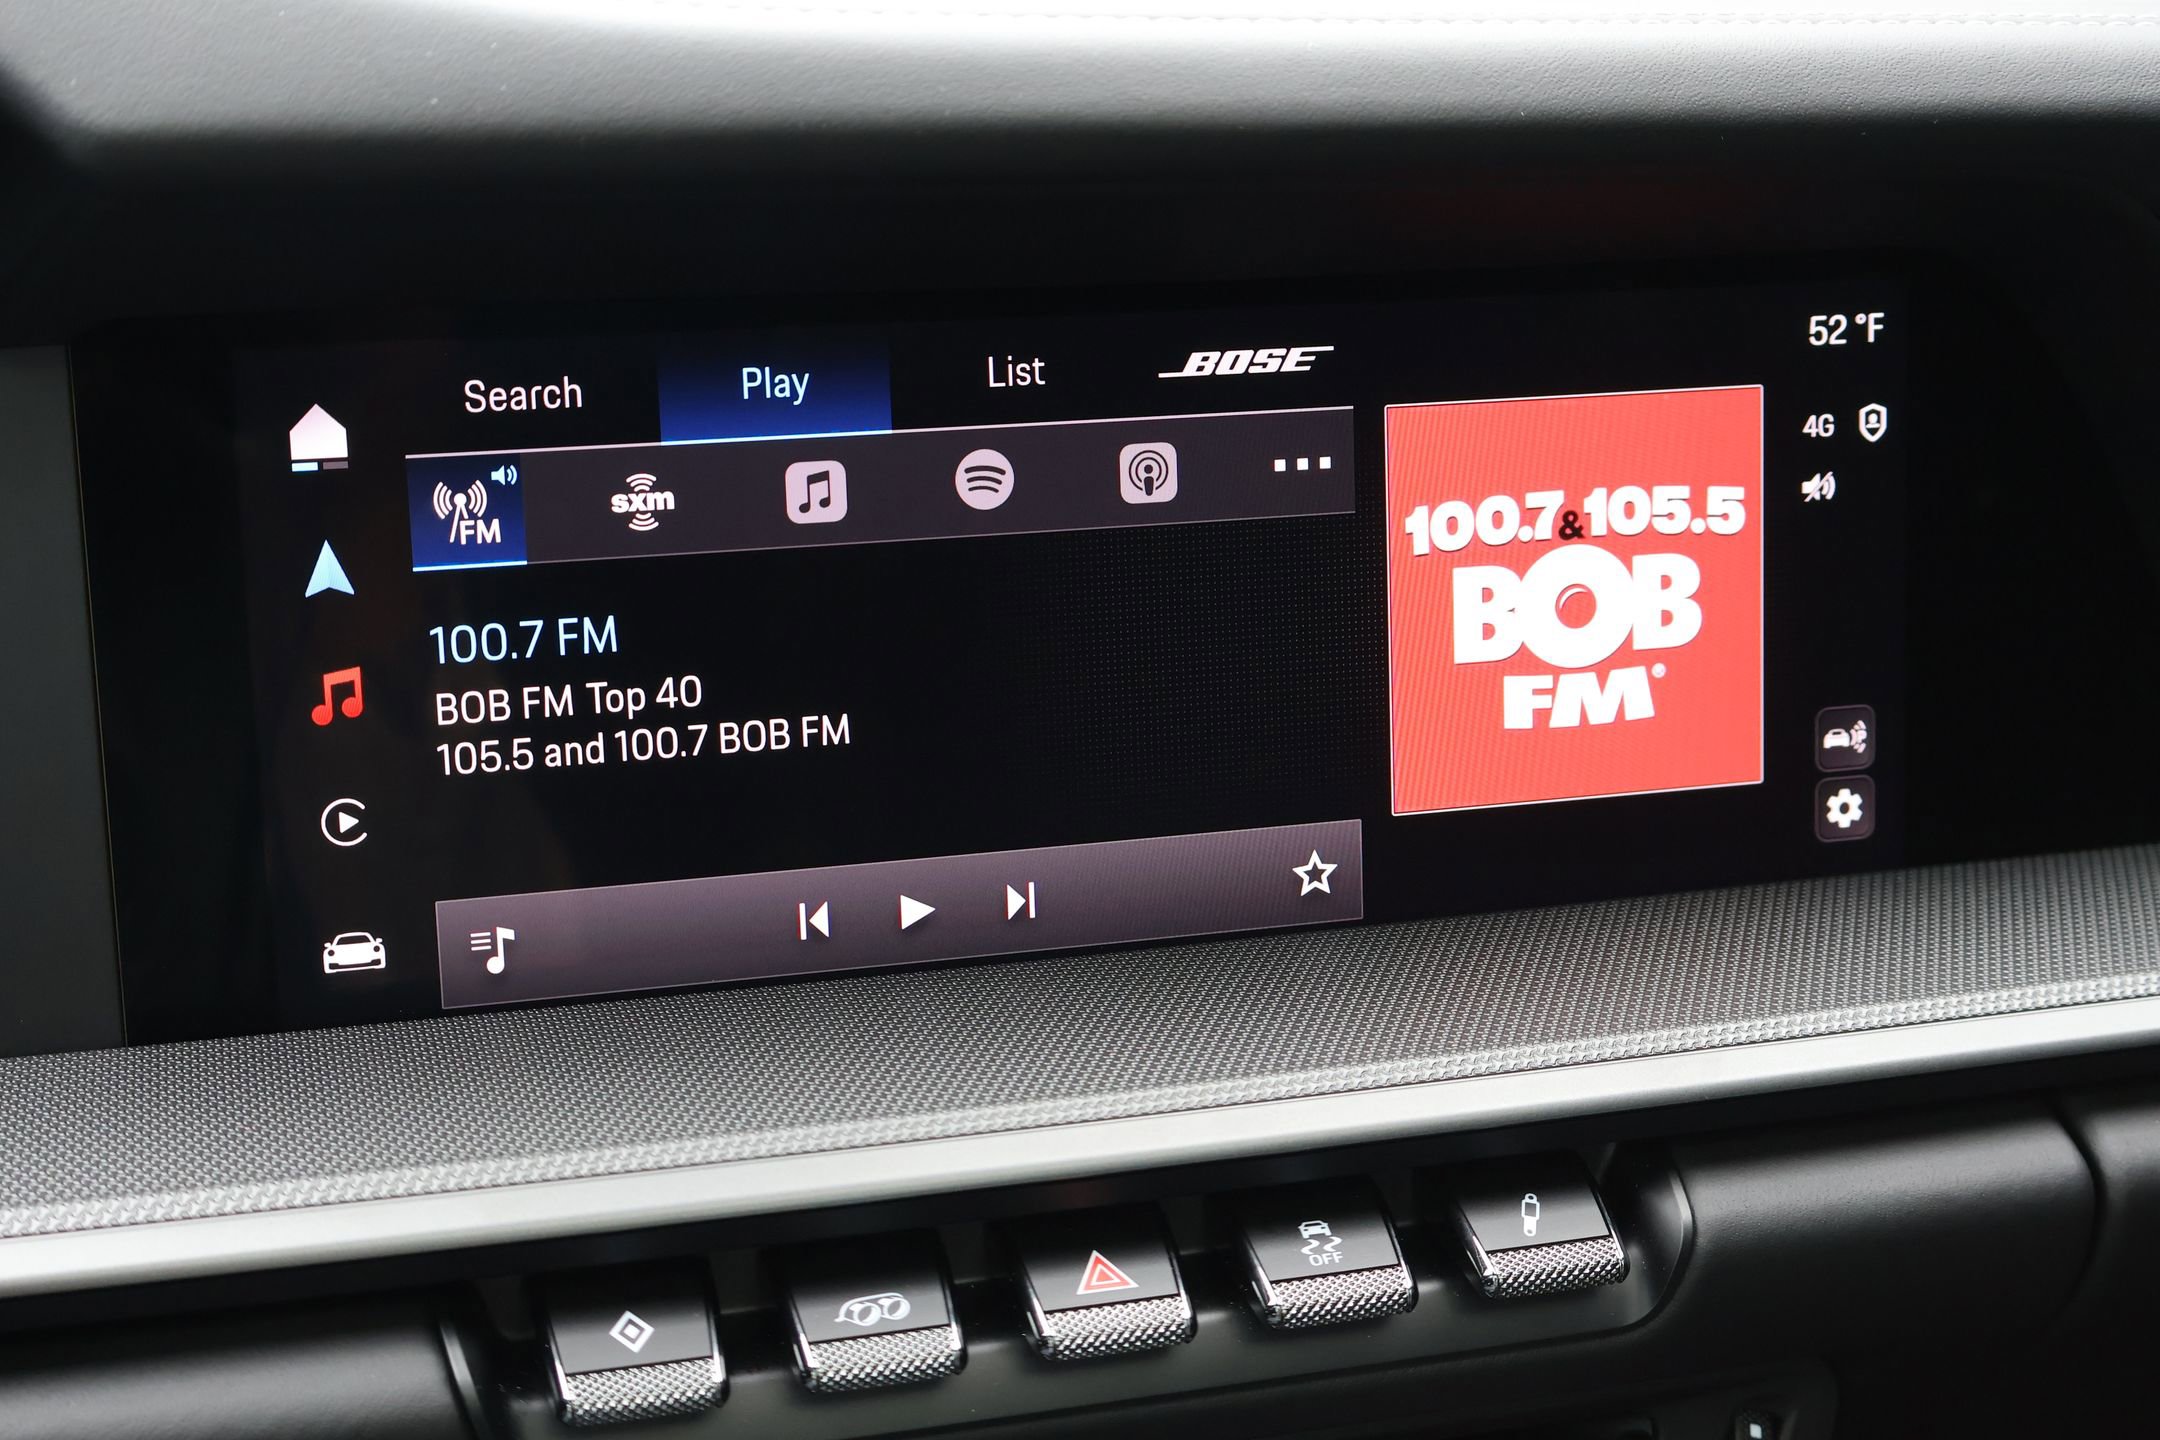 52 °F
Search
Play
List
BOSE
4G
FM
sxm
100.7 & 105.5
BOB
FM®
100.7 FM
BOB FM Top 40
105.5 and 100.7 BOB FM
P
OFF